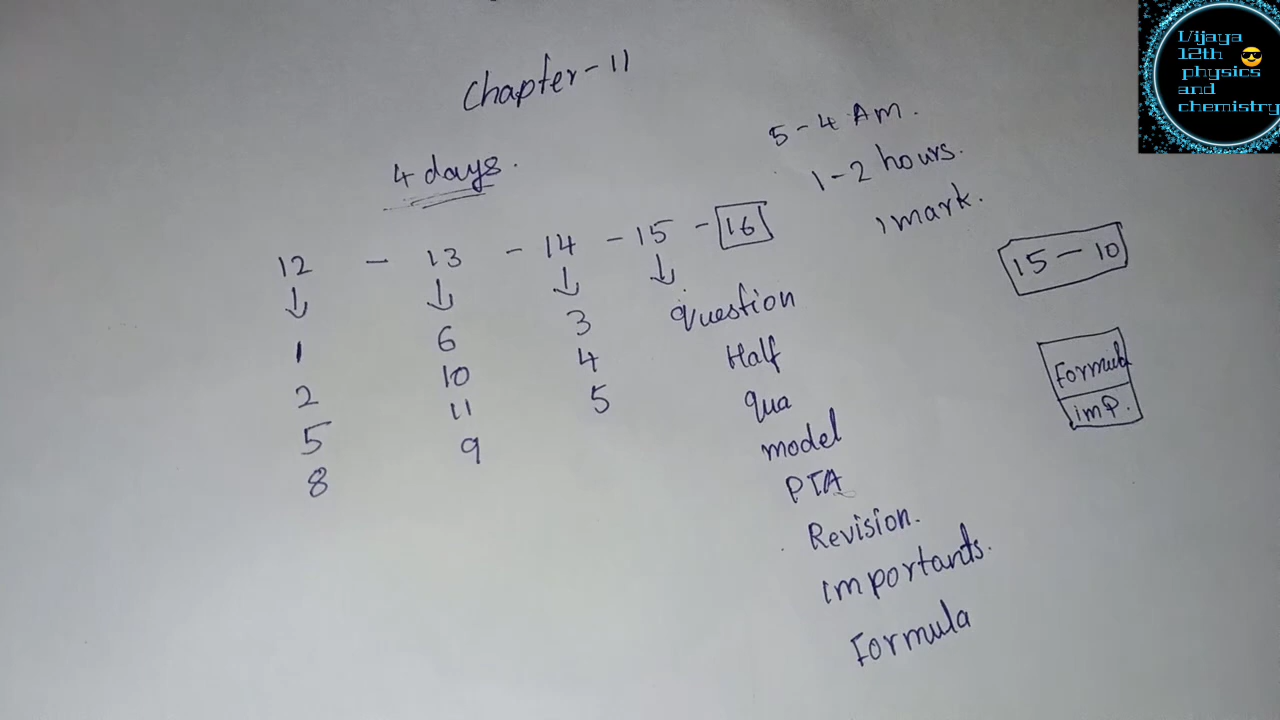 Chapter-11
4 days.
5-4 AM.
1-2 hours.
1 mark.
12 - 13 - 14 - 15 - 16
15-10
1 6 3 Question
2 10 4 Half
5 11 5 Qua
8 9 model
PTA
Revision.
importants.
Formula
Formula
imp.
Vijaya
12th
physics
and
chemistry